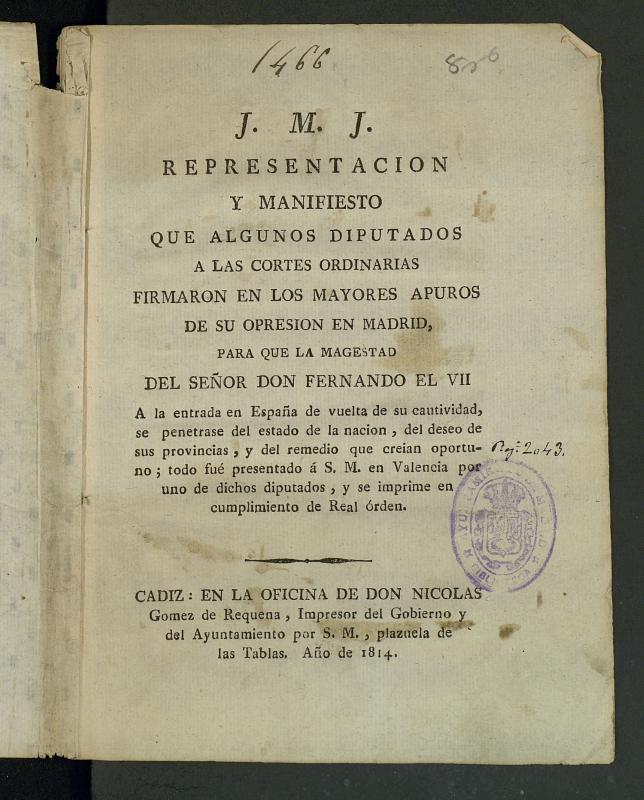 1466
J. M. J.
REPRESENTACION
Y MANIFIESTO
QUE ALGUNOS DIPUTADOS
A LAS CORTES ORDINARIAS
FIRMARON EN LOS MAYORES APUROS
DE SU OPRESION EN MADRID,
PARA QUE LA MAGESTAD
DEL SEÑOR DON FERNANDO EL VII
A la entrada en España de vuelta de su cautividad,
se penetrase del estado de la nacion, del deseo de
sus provincias, y del remedio que creian oportu-
no; todo fué presentado á S. M. en Valencia por
uno de dichos diputados, y se imprime en
cumplimiento de Real órden.
2043.
CADIZ: EN LA OFICINA DE DON NICOLAS
Gomez de Requena, Impresor del Gobierno y
del Ayuntamiento por S. M., plazuela de
las Tablas. Año de 1814.